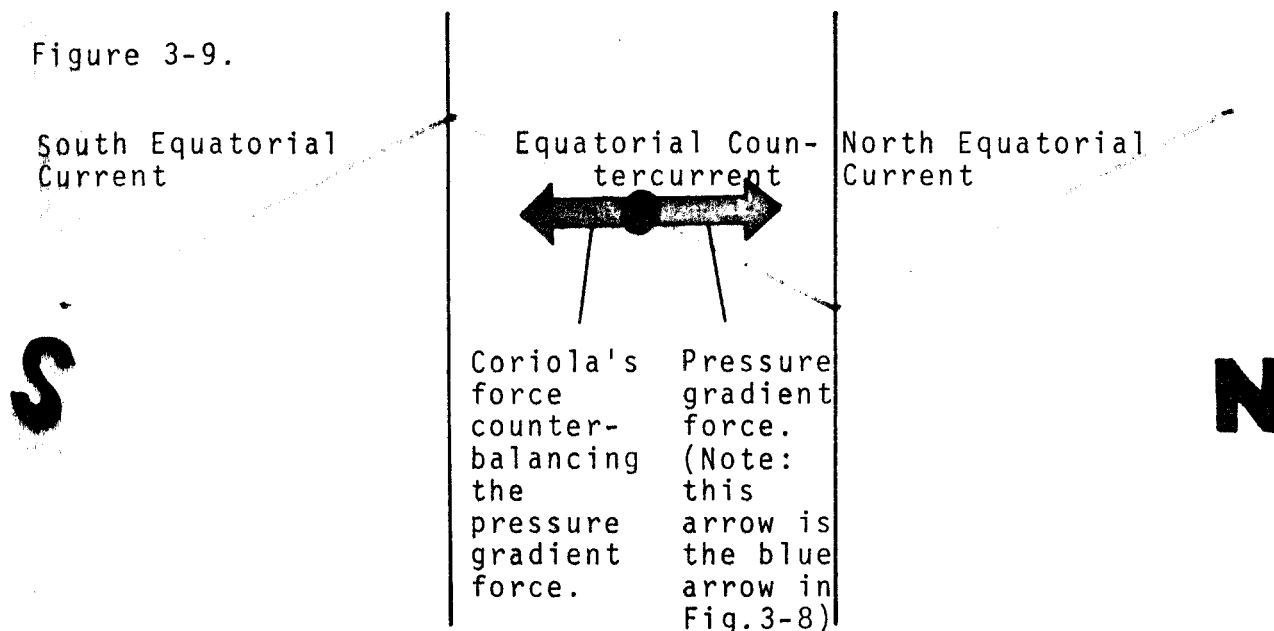 Figure 3-9.
South Equatorial
Current
Equatorial Coun-
tercurrent
North Equatorial
Current
S
N
Coriola's
force
counter-
balancing
the
pressure
gradient
force.
Pressure
gradient
force.
(Note:
this
arrow is
the blue
arrow in
Fig.3-8)